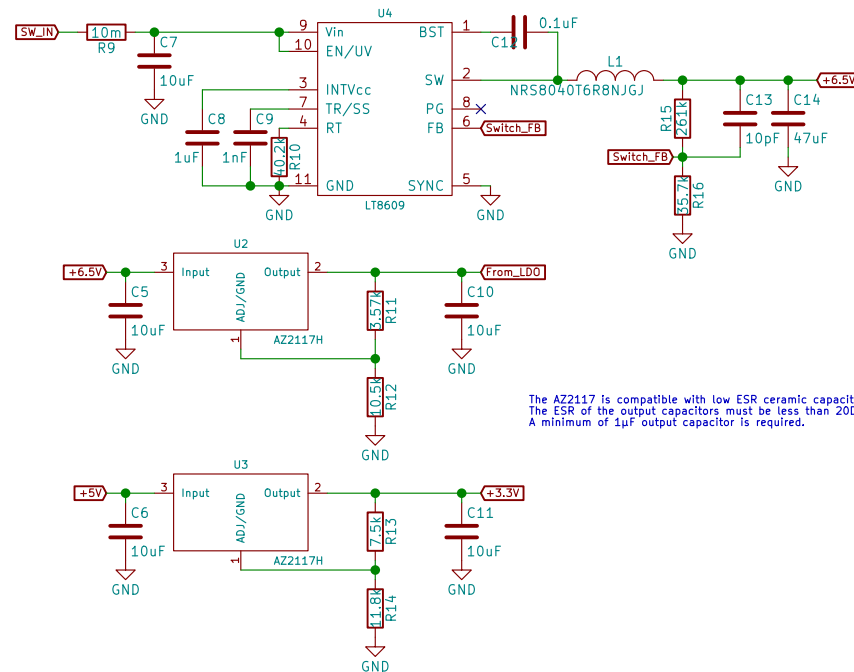 U4
SW_IN
10m
R9
C7
10uF
GND
9 Vin
10 EN/UV
3 INTVcc
7 TR/SS
4 RT
11 GND
BST 1
SW 2
PG 8
FB 6
SYNC 5
LT8609
C8
1uF
C9
1nF
40.2k
R10
GND
GND
0.1uF
L1
NRS8040T6R8NJGJ
Switch_FB
+6.5V
R15
261k
C13
10pF
C14
47uF
GND
Switch_FB
35.7k
R16
GND
U2
+6.5V
3 Input
Output 2
ADJ/GND
1
AZ2117H
From_LDO
C5
10uF
GND
3.57k
R11
C10
10uF
GND
10.5k
R12
GND
The AZ2117 is compatible with low ESR ceramic
The ESR of the output capacitors must be less than
A minimum of 1µF output capacitor is required.
U3
+5V
3 Input
Output 2
ADJ/GND
1
AZ2117H
+3.3V
C6
10uF
GND
7.5k
R13
C11
10uF
GND
11.8k
R14
GND